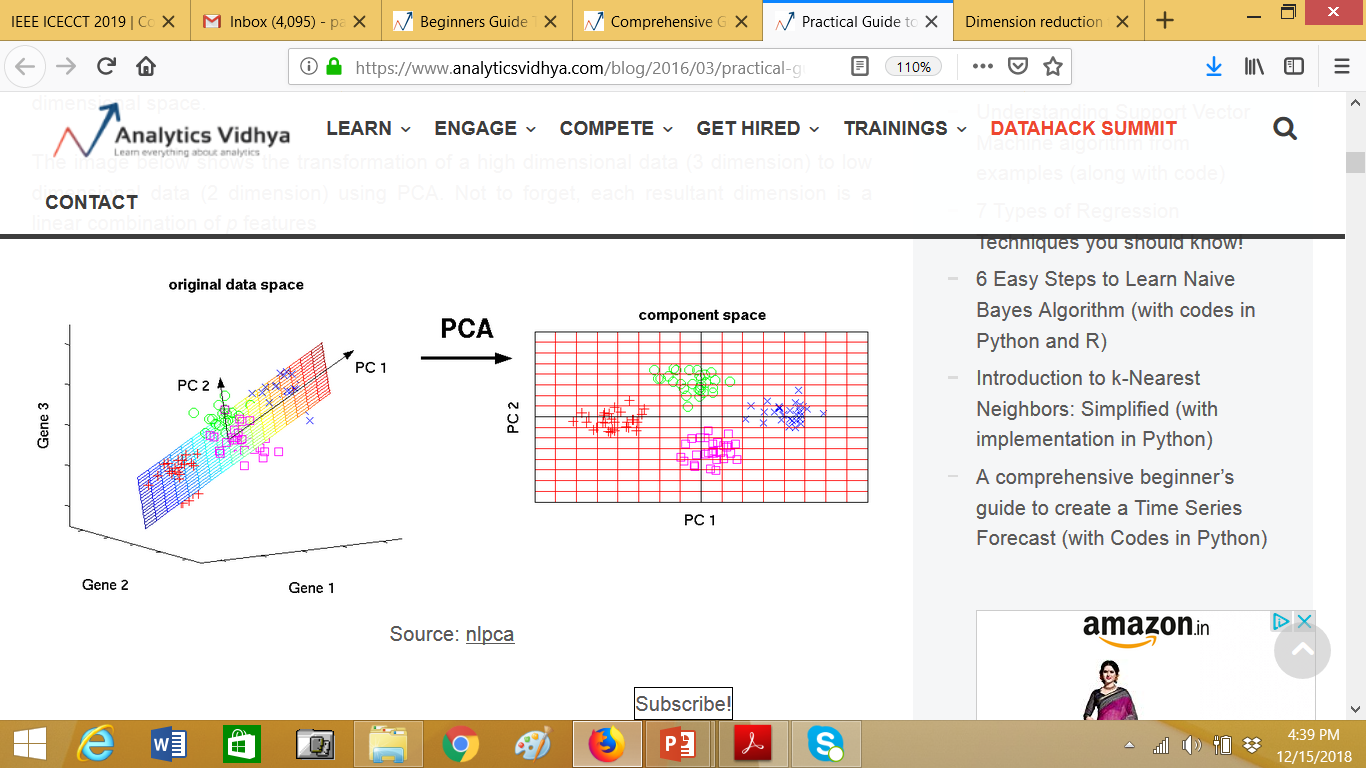 IEEE ICECCT 2019 | Co
Inbox (4,095) - pa
Beginners Guide T
Comprehensive G
Practical Guide to
Dimension reduction
https://www.analyticsvidhya.com/blog/2016/03/practical-g
110%
dimensional space.
Analytics Vidhya
Learn everything about analytics
LEARN
ENGAGE
COMPETE
GET HIRED
TRAININGS
DATAHACK SUMMIT
CONTACT
The image below shows the transformation of a high dimensional data (3 dimension) to low
dimensional data (2 dimension) using PCA. Not to forget, each resultant dimension is a
linear combination of p features
original data space
PC 1
PC 2
Gene 3
Gene 2
Gene 1
PCA
component space
PC 2
PC 1
Source: nlpca
Subscribe!
Understanding Support Vector
Machine algorithm from
examples (along with code)
7 Types of Regression
Techniques you should know!
6 Easy Steps to Learn Naive
Bayes Algorithm (with codes in
Python and R)
Introduction to k-Nearest
Neighbors: Simplified (with
implementation in Python)
A comprehensive beginner's
guide to create a Time Series
Forecast (with Codes in Python)
amazon.in
4:39 PM
12/15/2018